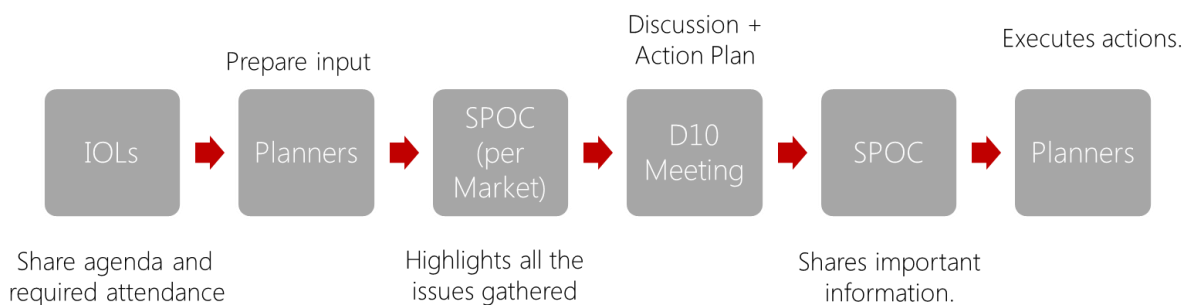 Discussion +
Action Plan
Executes actions.
Prepare input
IOLs
Planners
SPOC
(per
Market)
D10
Meeting
SPOC
Planners
Share agenda and
required attendance
Highlights all the
issues gathered
Shares important
information.